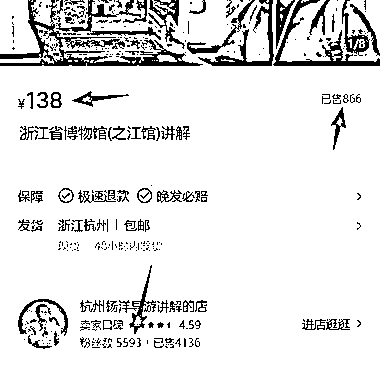 1/8
¥138
已售866
浙江省博物馆(之江馆)讲解
保障 极速退款 晚发必赔
发货 浙江杭州 | 包邮
48小时内发货
杭州杨洋导游讲解的店
卖家口碑 4.59
进店逛逛
粉丝数 5593 | 已售4136